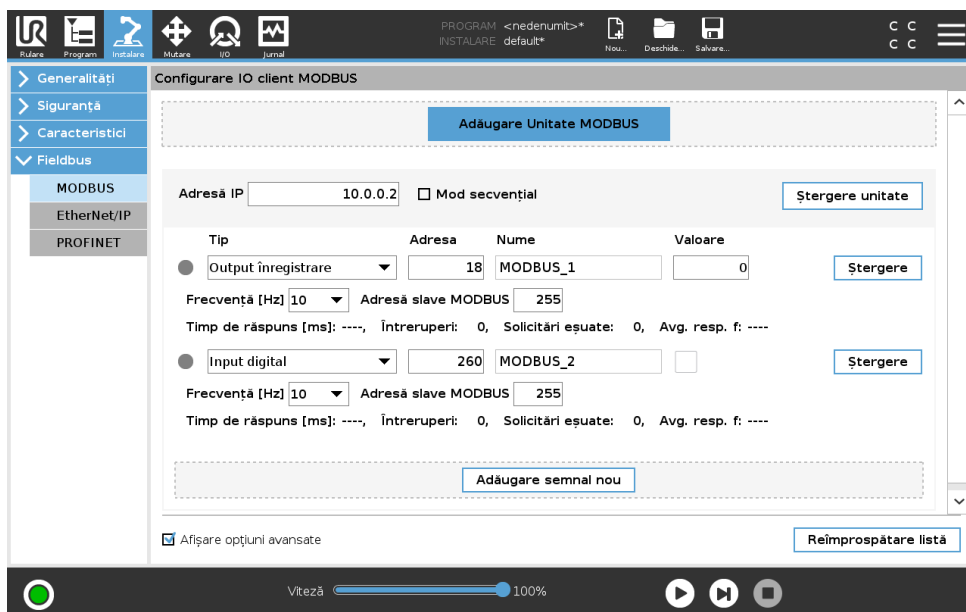 UR
PROGRAM <nedenumit>*
INSTALARE default*
C C
C C
Rulare Program Instalare Mutare I/O Jurnal Nou... Deschide... Salvare...
Generalități
Siguranță
Caracteristici
Fieldbus
MODBUS
EtherNet/IP
PROFINET
Configurare IO client MODBUS
Adăugare Unitate MODBUS
Adresă IP 10.0.0.2 Mod secvențial Ștergere unitate
Tip Adresa Nume Valoare
Output înregistrare 18 MODBUS_1 0 Ștergere
Frecvență [Hz] 10 Adresă slave MODBUS 255
Timp de răspuns [ms]: ----, Întreruperi: 0, Solicitări eșuate: 0, Avg. resp. f: ----
Input digital 260 MODBUS_2 Ștergere
Frecvență [Hz] 10 Adresă slave MODBUS 255
Timp de răspuns [ms]: ----, Întreruperi: 0, Solicitări eșuate: 0, Avg. resp. f: ----
Adăugare semnal nou
Afișare opțiuni avansate Reîmprospătare listă
Viteză 100%